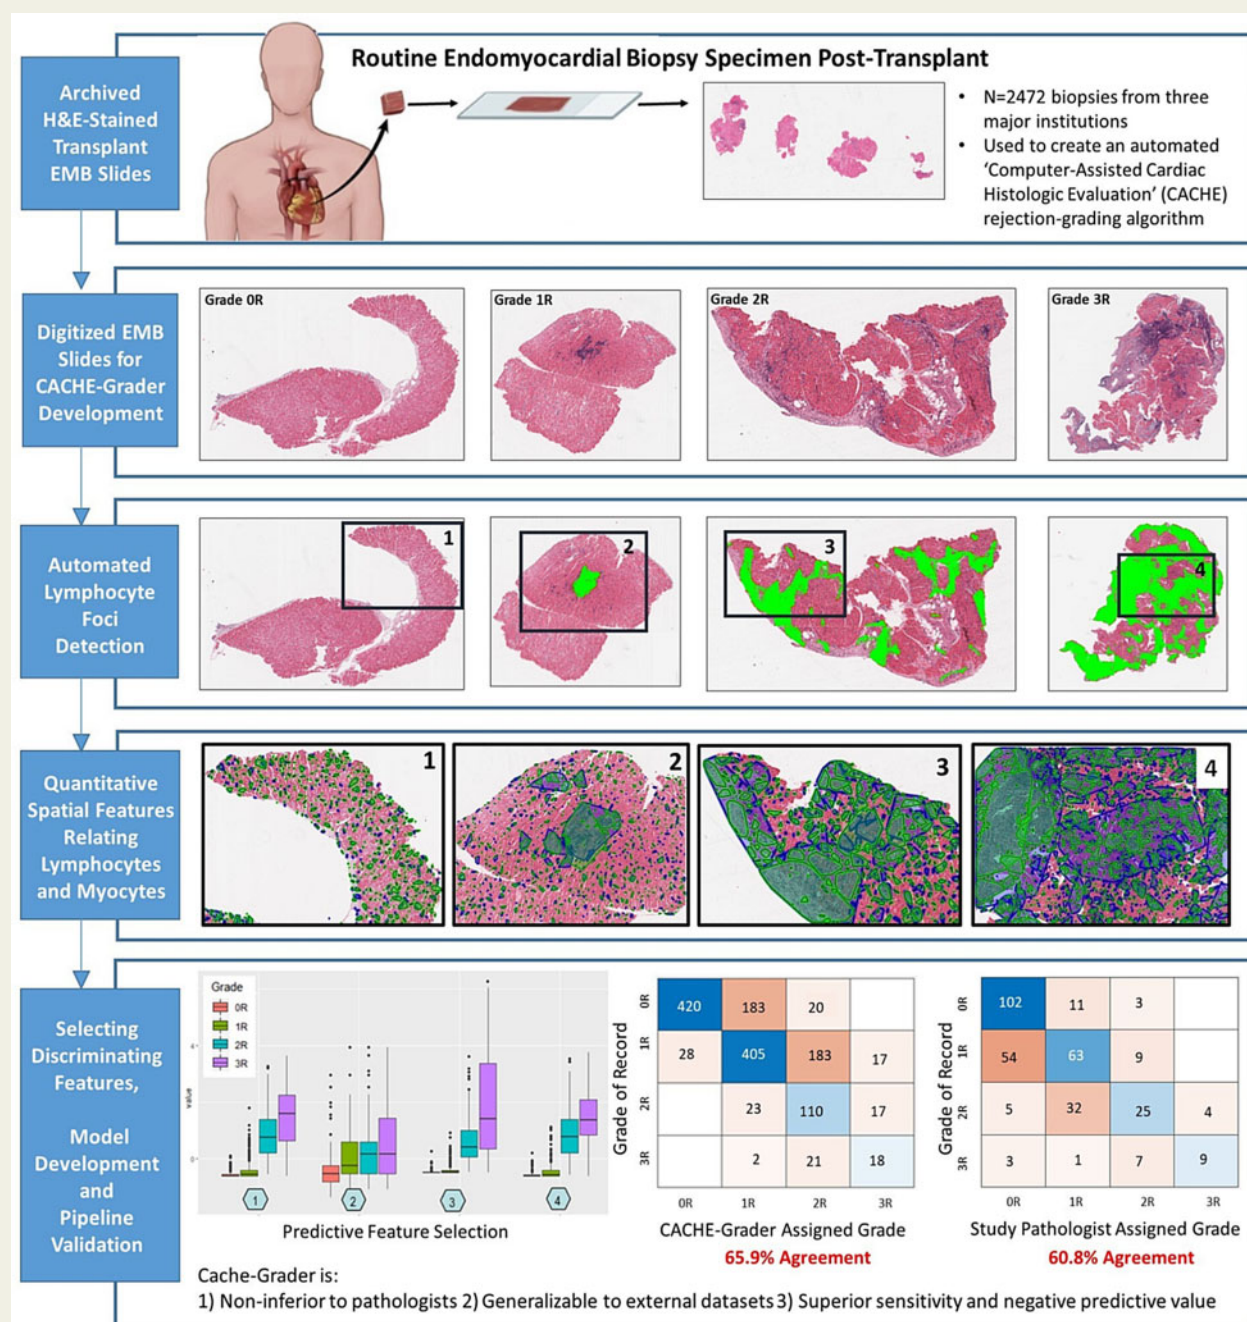 Archived
H&E-Stained
Transplant
EMB Slides
Routine Endomyocardial Biopsy Specimen Post-Transplant
• N=2472 biopsies from three
major institutions
• Used to create an automated
‘Computer-Assisted Cardiac
Histologic Evaluation’ (CACHE)
rejection-grading algorithm
Digitized EMB
Slides for
CACHE-Grader
Development
Grade 0R
Grade 1R
Grade 2R
Grade 3R
Automated
Lymphocyte
Foci
Detection
1
2
3
4
Quantitative
Spatial Features
Relating
Lymphocytes
and Myocytes
1
2
3
4
Selecting
Discriminating
Features,
Model
Development
and
Pipeline
Validation
Grade
0R
1R
2R
3R
value
0
1
2
3
4
Predictive Feature Selection
Grade of Record
0R
420 183 20
1R
28 405 183 17
2R
23 110 17
3R
2 21 18
0R 1R 2R 3R
CACHE-Grader Assigned Grade
65.9% Agreement
Grade of Record
0R
102 11 3
1R
54 63 9
2R
5 32 25 4
3R
3 1 7 9
0R 1R 2R 3R
Study Pathologist Assigned Grade
60.8% Agreement
Cache-Grader is:
1) Non-inferior to pathologists 2) Generalizable to external datasets 3) Superior sensitivity and negative predictive value